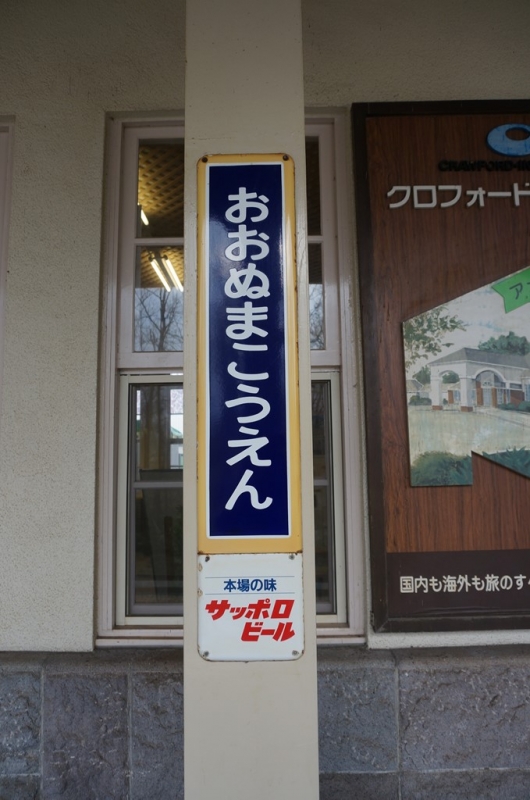 おおぬまこうえん
本場の味
サッポロ
ビール
クロフォード
国内も海外も旅のす